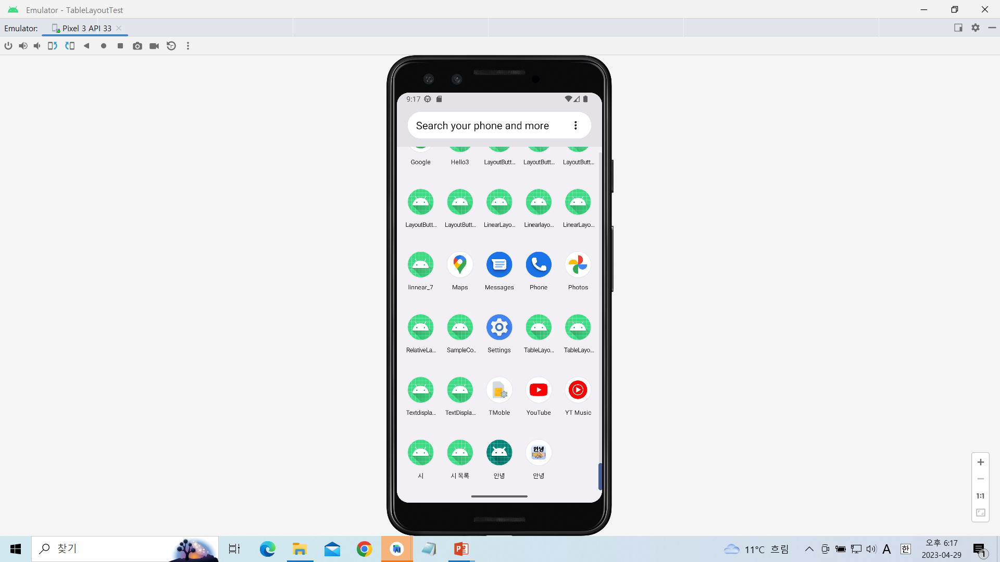 Emulator - TableLayoutTest
Emulator: Pixel 3 API 33
9:17
Search your phone and more
Google Hello3 LayoutButt... LayoutButt... LayoutButt...
LayoutButt... LayoutButt... LinearLayo... Linearlayo... LinearLayo...
linnear_7 Maps Messages Phone Photos
RelativeLa... SampleCo.. Settings TableLayo... TableLayo...
Textdispla... TextDispla... TMoble YouTube YT Music
안녕
시 시 목록 안녕 안녕
1:1
찾기
11°C 흐림
A 한
오후 6:17
2023-04-29
1